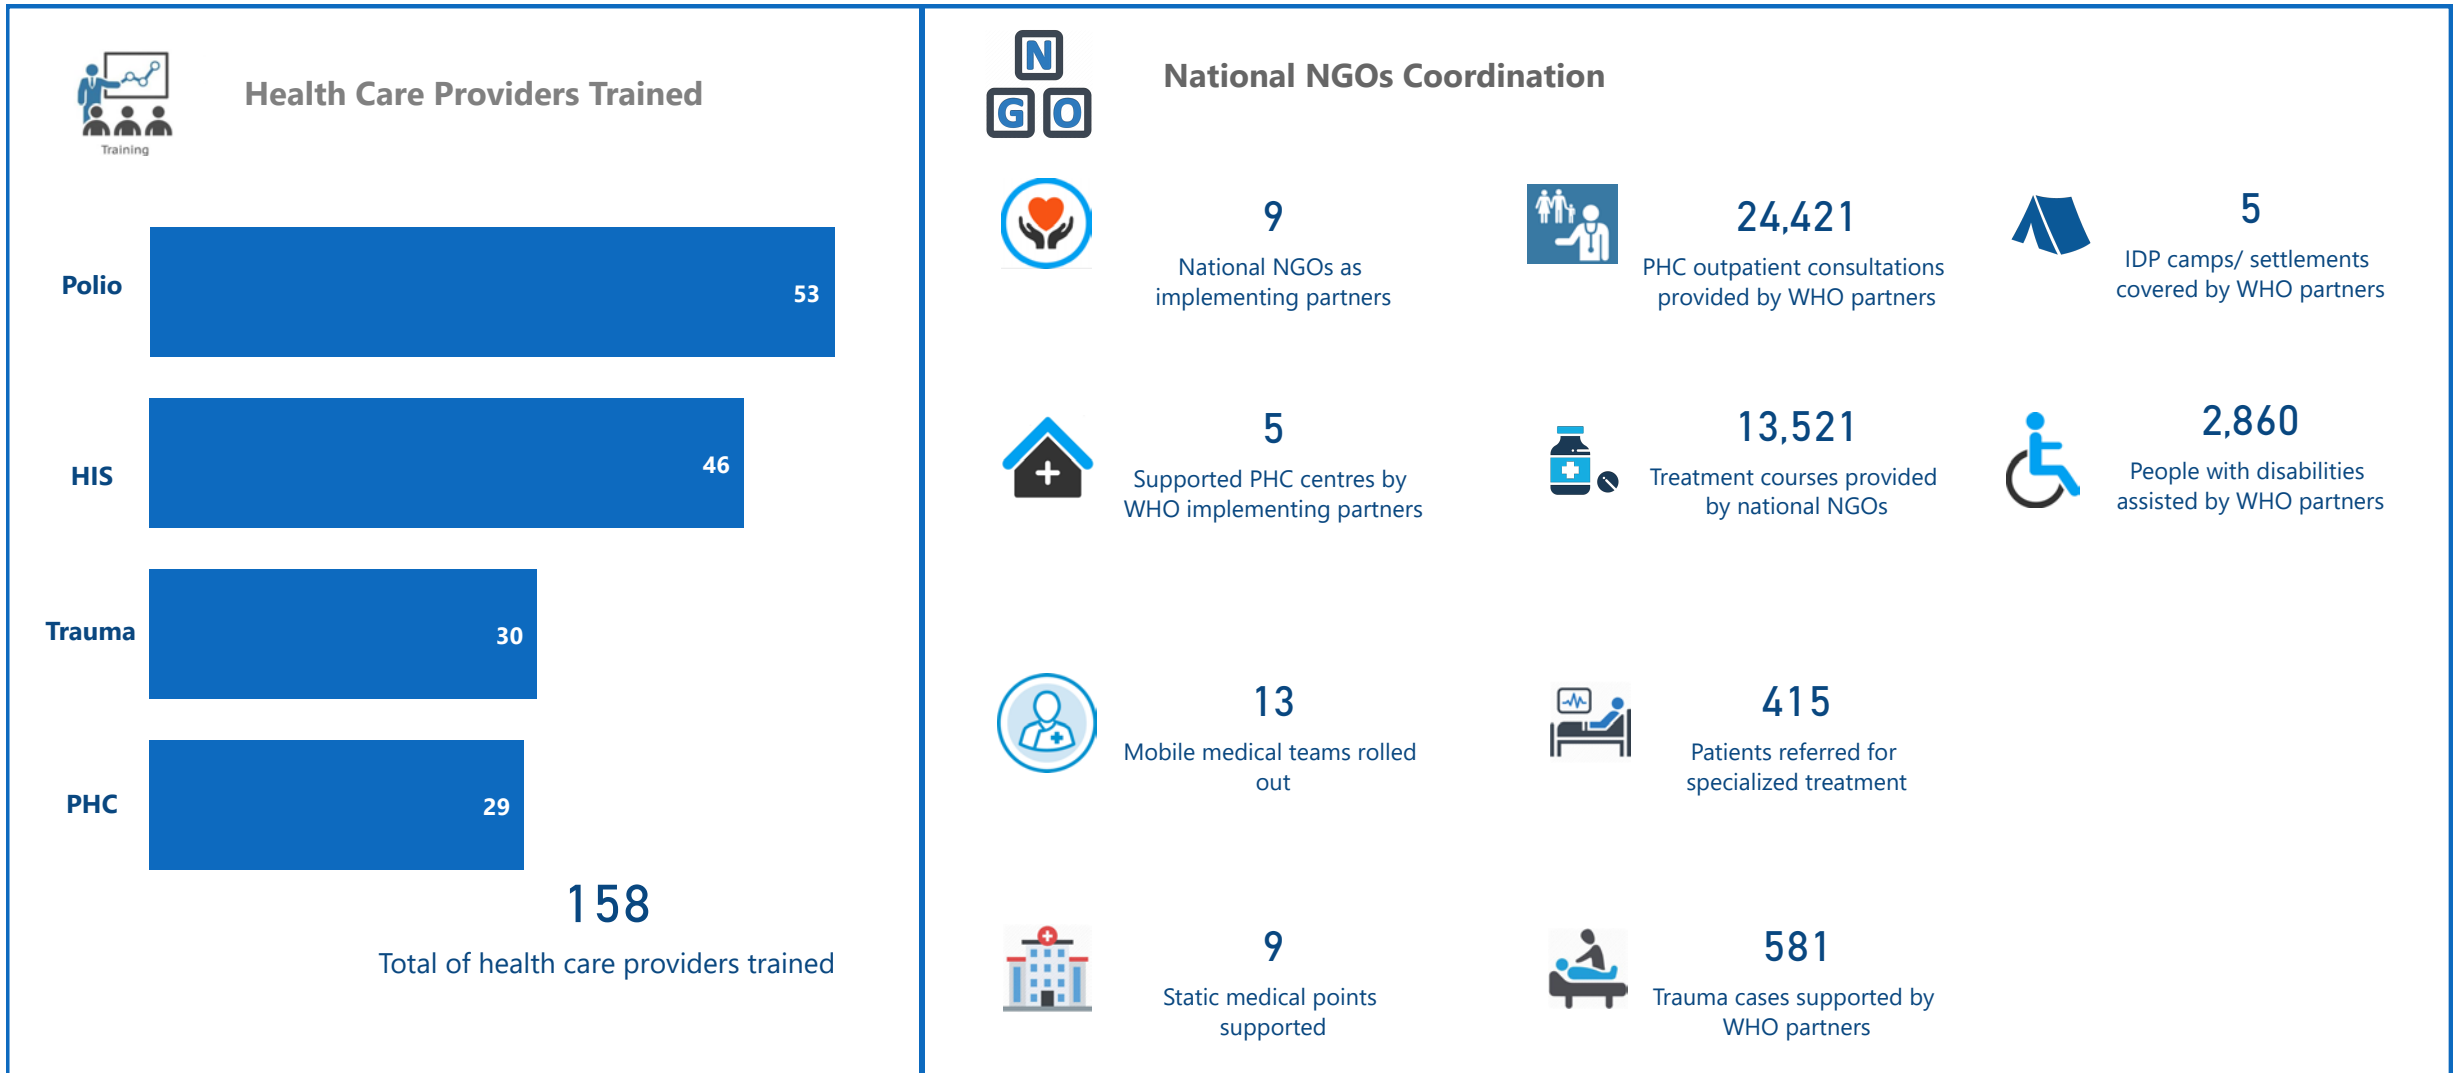 Training
Health Care Providers Trained
Polio
53
HIS
46
Trauma
30
PHC
29
158
Total of health care providers trained
N
G O
National NGOs Coordination
9
National NGOs as
implementing partners
24,421
PHC outpatient consultations
provided by WHO partners
5
IDP camps/ settlements
covered by WHO partners
5
Supported PHC centres by
WHO implementing partners
13,521
Treatment courses provided
by national NGOs
2,860
People with disabilities
assisted by WHO partners
13
Mobile medical teams rolled
out
415
Patients referred for
specialized treatment
9
Static medical points
supported
581
Trauma cases supported by
WHO partners